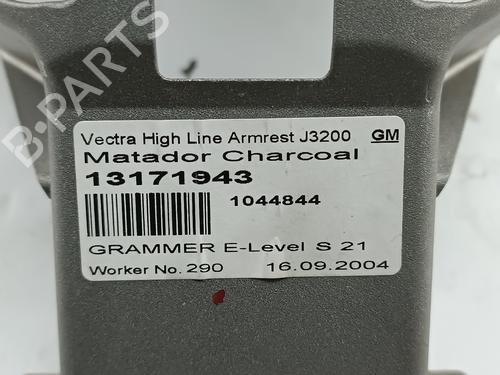 B-PARTS
Vectra High Line Armrest J3200 GM
Matador Charcoal
13171943
1044844
GRAMMER E-Level S 21
Worker No. 290 16.09.2004